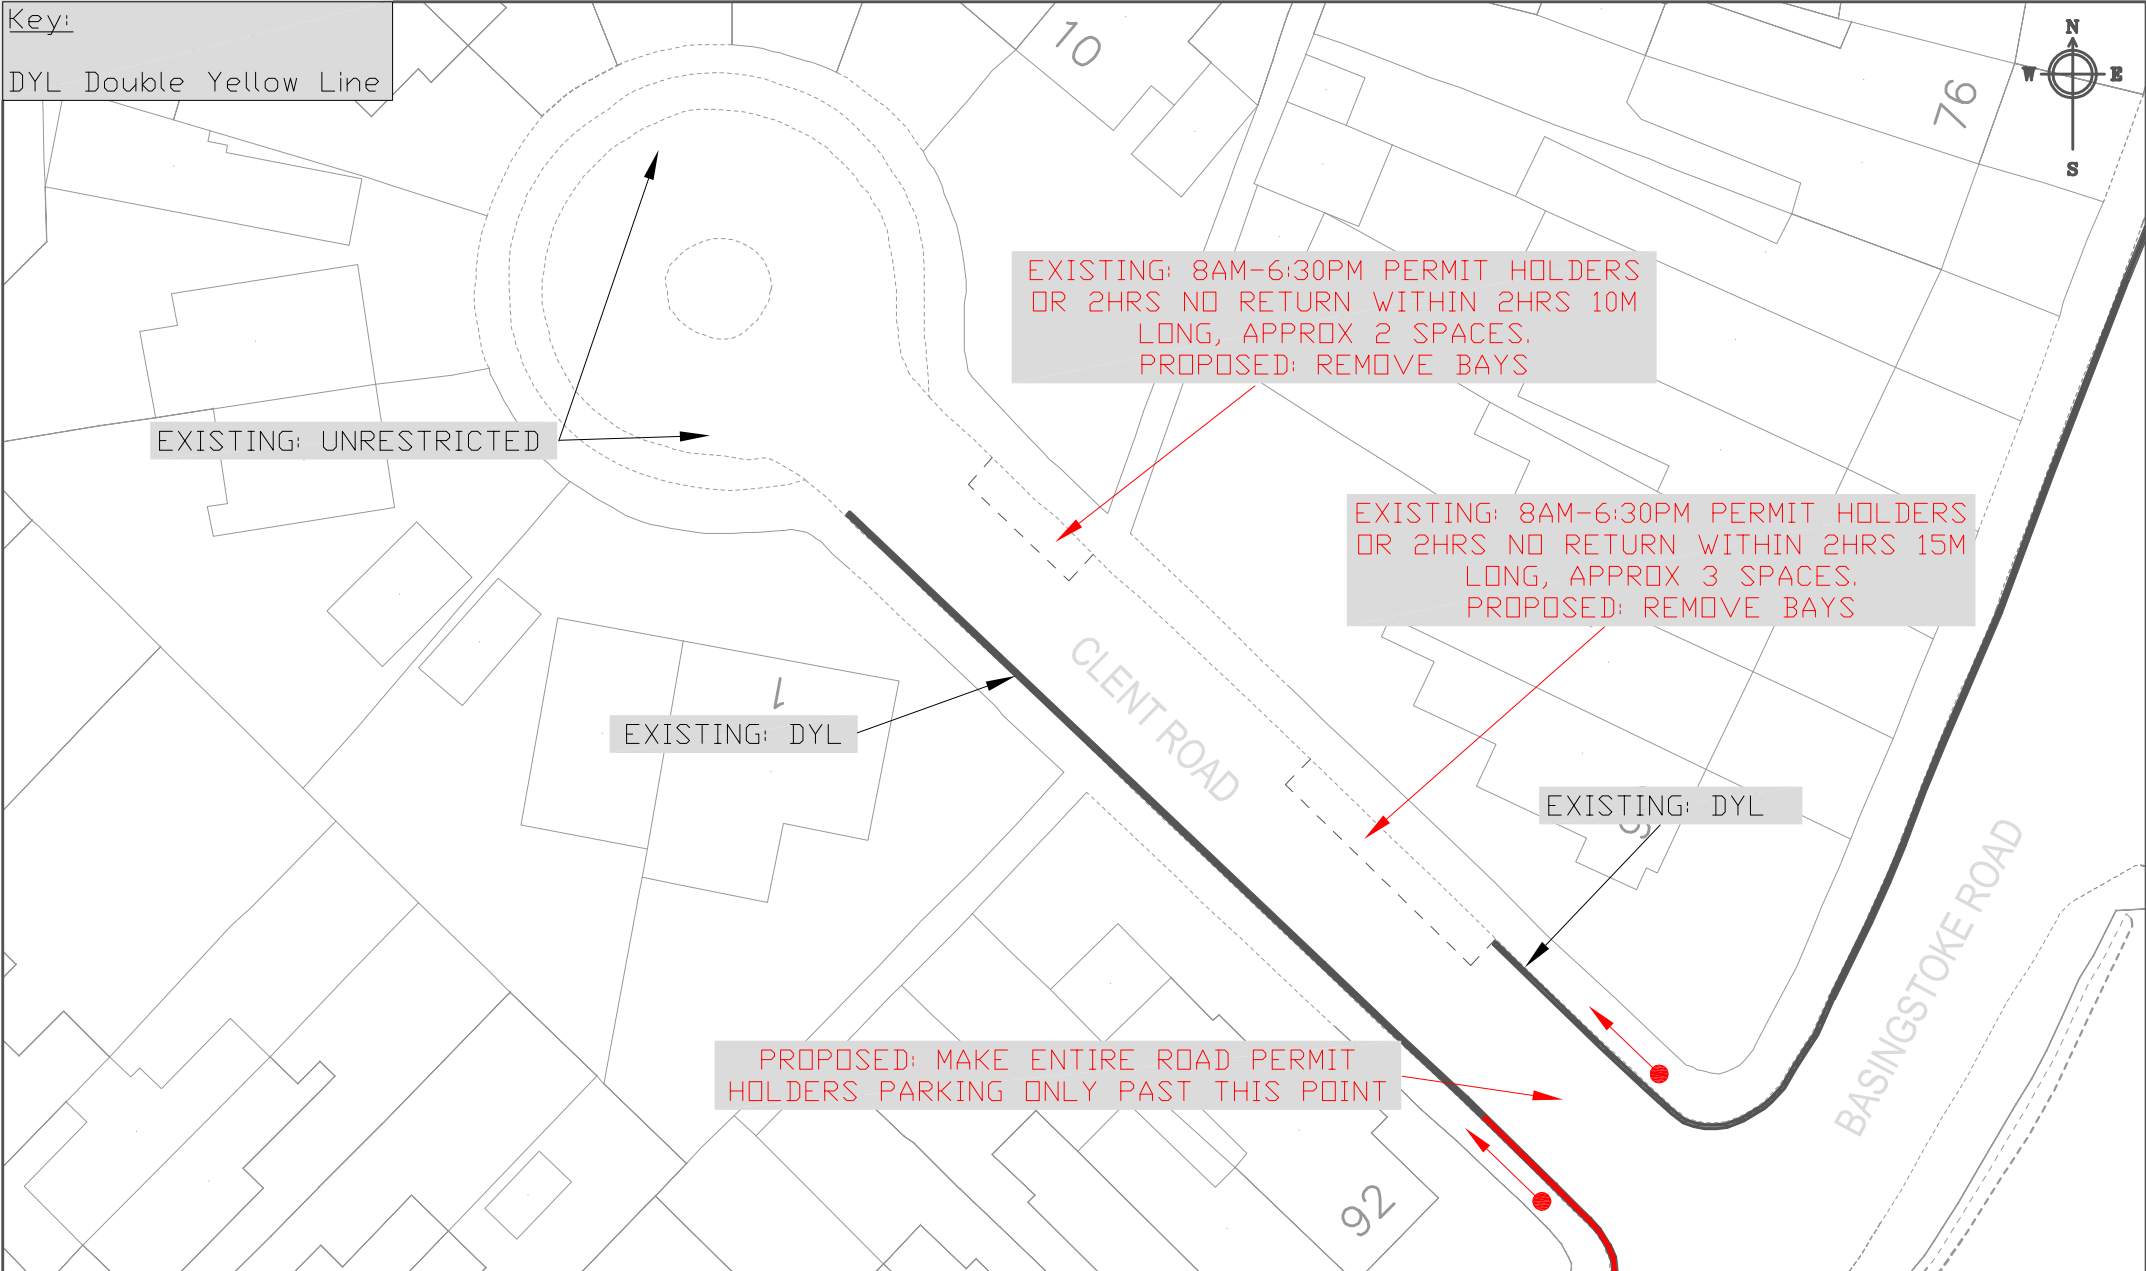 Key:
DYL Double Yellow Line
10
76
N
W E
S
EXISTING: 8AM-6:30PM PERMIT HOLDERS
OR 2HRS NO RETURN WITHIN 2HRS 10M
LONG, APPROX 2 SPACES.
PROPOSED: REMOVE BAYS
EXISTING: UNRESTRICTED
EXISTING: 8AM-6:30PM PERMIT HOLDERS
OR 2HRS NO RETURN WITHIN 2HRS 15M
LONG, APPROX 3 SPACES.
PROPOSED: REMOVE BAYS
CLENT ROAD
1
EXISTING: DYL
EXISTING: DYL
BASINGSTOKE ROAD
PROPOSED: MAKE ENTIRE ROAD PERMIT
HOLDERS PARKING ONLY PAST THIS POINT
92